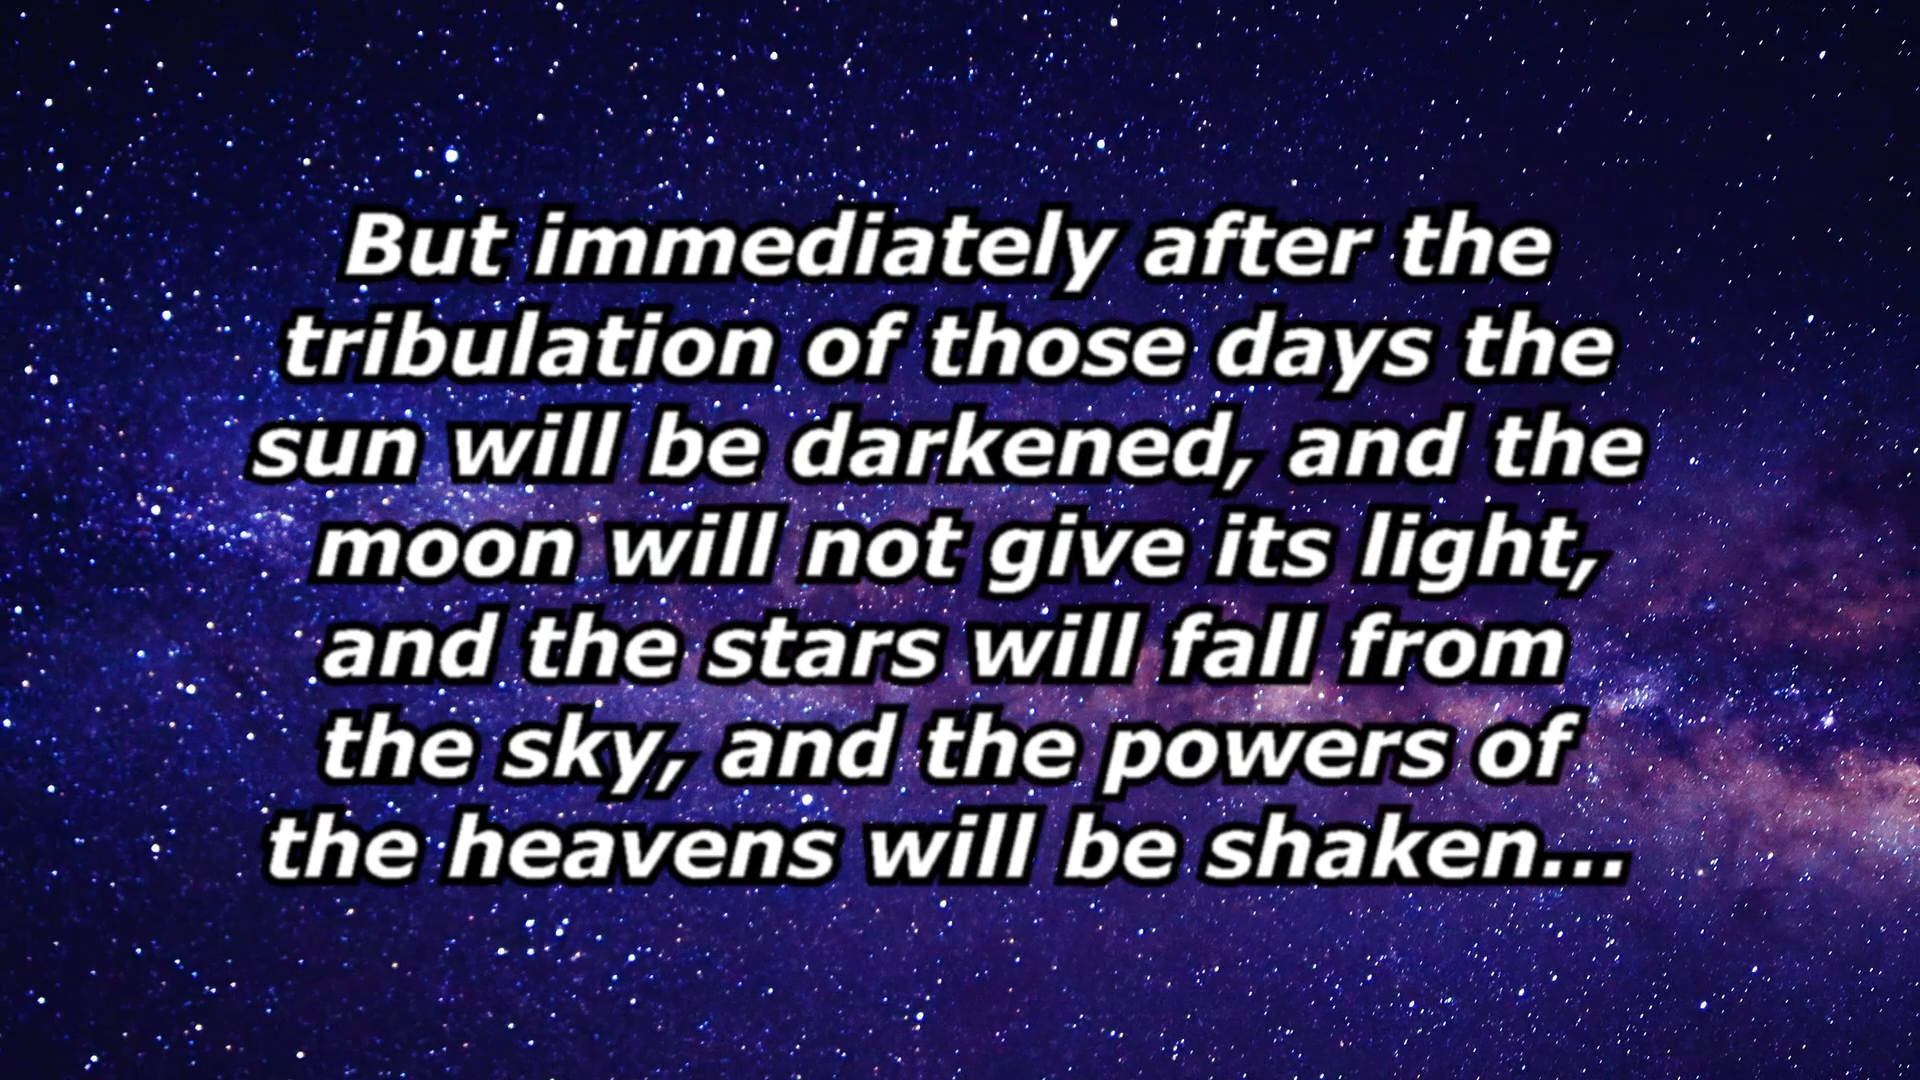 But immediately after the
tribulation of those days the
sun will be darkened, and the
moon will not give its light,
and the stars will fall from
the sky, and the powers of
the heavens will be shaken...